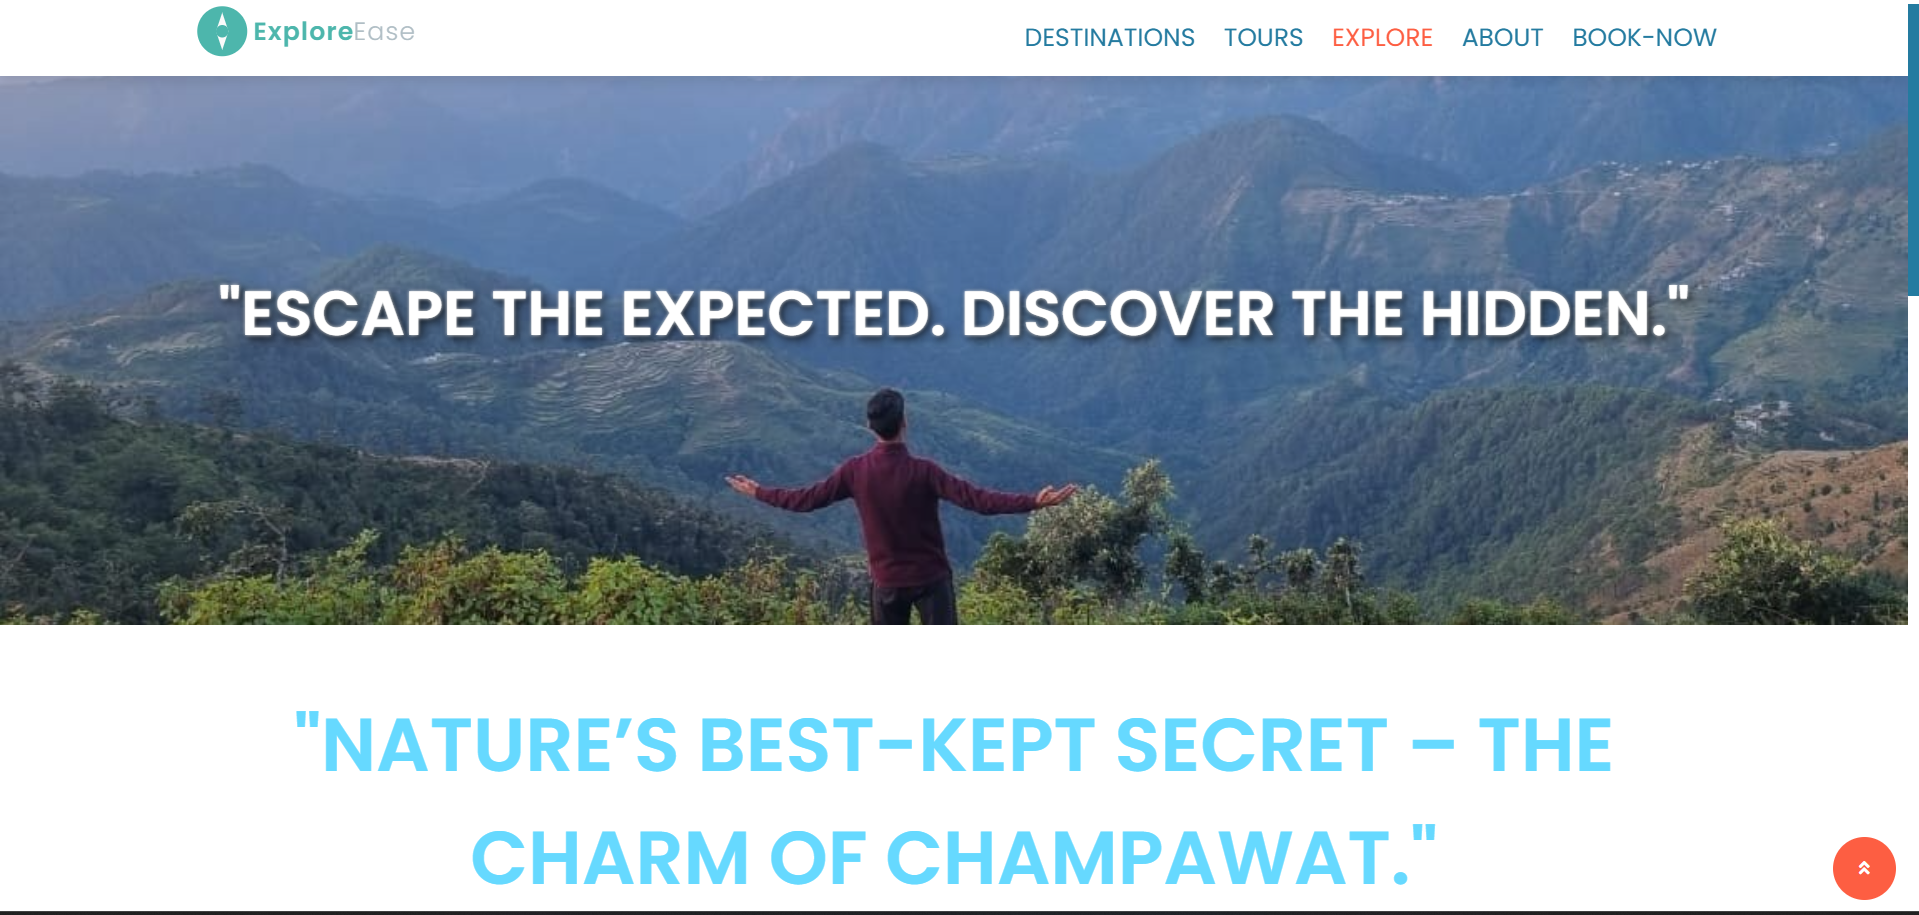 ExploreEase
DESTINATIONS TOURS EXPLORE ABOUT BOOK-NOW
"ESCAPE THE EXPECTED. DISCOVER THE HIDDEN."
"NATURE’S BEST-KEPT SECRET – THE
CHARM OF CHAMPAWAT."